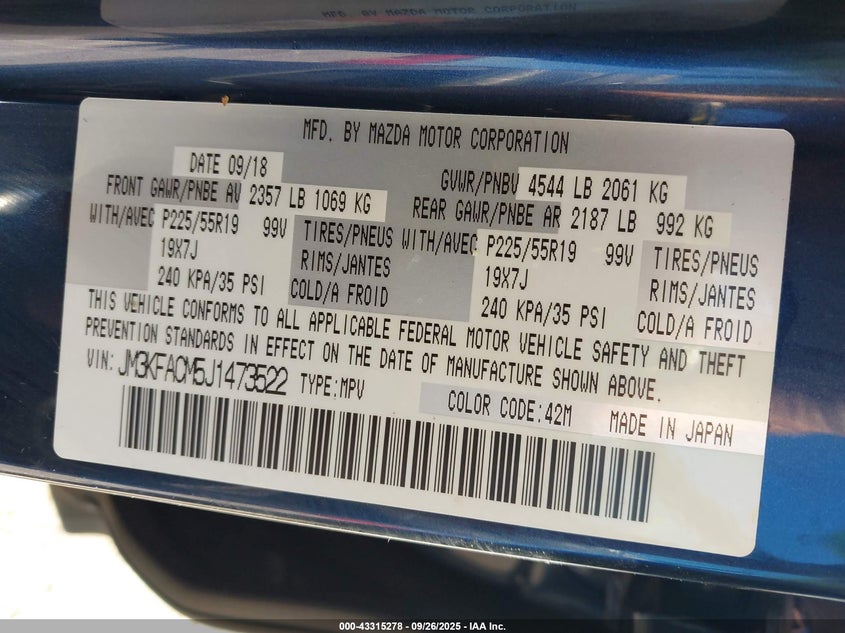 MFD. BY MAZDA MOTOR CORPORATION
MFD. BY MAZDA MOTOR CORPORATION
DATE 09/18
GVWR/PNBV 4544 LB 2061 KG
FRONT GAWR/PNBE AV 2357 LB 1069 KG
REAR GAWR/PNBE AR 2187 LB 992 KG
WITH/AVEC P225/55R19 99V TIRES/PNEUS WITH/AVEC P225/55R19 99V TIRES/PNEUS
19X7J RIMS/JANTES 19X7J RIMS/JANTES
240 KPA/35 PSI COLD/A FROID 240 KPA/35 PSI COLD/A FROID
THIS VEHICLE CONFORMS TO ALL APPLICABLE FEDERAL MOTOR VEHICLE SAFETY AND THEFT
PREVENTION STANDARDS IN EFFECT ON THE DATE OF MANUFACTURE SHOWN ABOVE.
VIN: JM3KFACM5J1473522 TYPE:MPV
COLOR CODE:42M MADE IN JAPAN
000-43315278 - 09/26/2025 - IAA Inc.